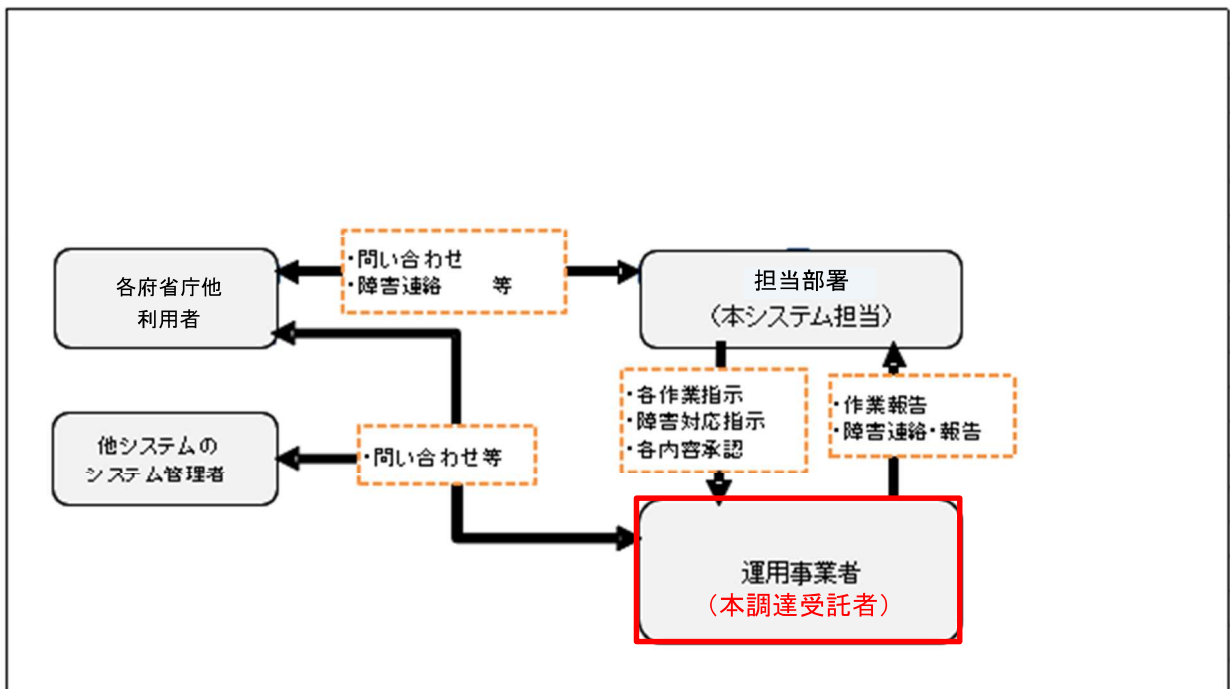 各府省庁他
利用者
・問い合わせ
・障害連絡　　等
担当部署
（本システム担当）
・各作業指示
・障害対応指示
・各内容承認
・作業報告
・障害連絡・報告
他システムの
システム管理者
・問い合わせ等
運用事業者
（本調達受託者）